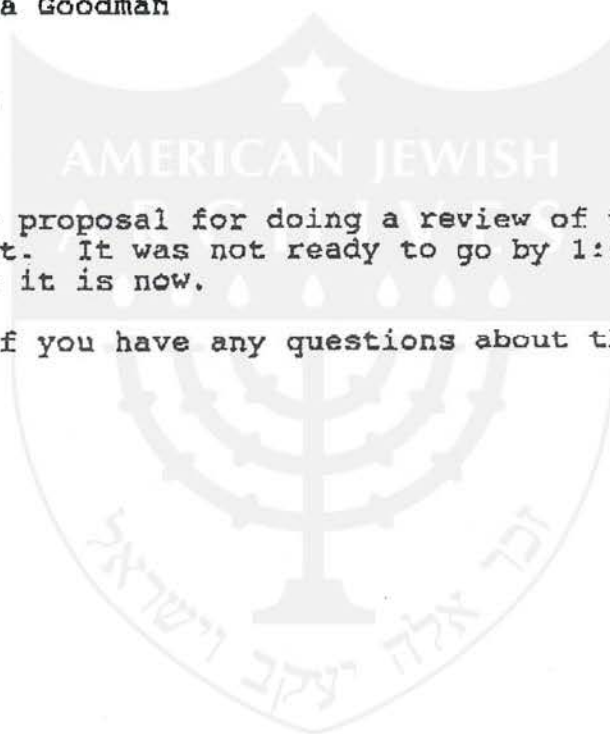 a Goodman
AMERICAN JEWISH
ARCHIVES
proposal for doing a review of
t. It was not ready to go by 1:
it is now.
f you have any questions about t
זכר אלה יעקב וישראל